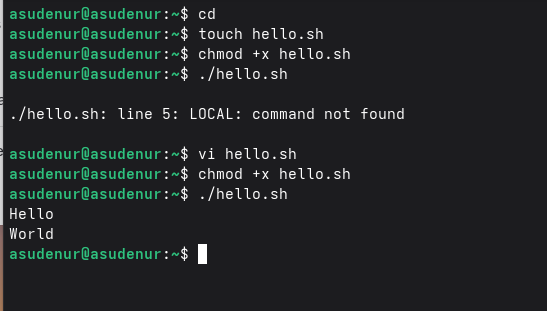 asudenur@asudenur:~$ cd
asudenur@asudenur:~$ touch hello.sh
asudenur@asudenur:~$ chmod +x hello.sh
asudenur@asudenur:~$ ./hello.sh
./hello.sh: line 5: LOCAL: command not found
asudenur@asudenur:~$ vi hello.sh
asudenur@asudenur:~$ chmod +x hello.sh
asudenur@asudenur:~$ ./hello.sh
Hello
World
asudenur@asudenur:~$